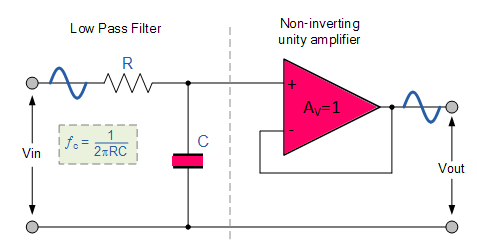 Low Pass Filter
Non-inverting
unity amplifier
R
+
Av=1
-
C
Vin
fc = 1
2πRC
Vout